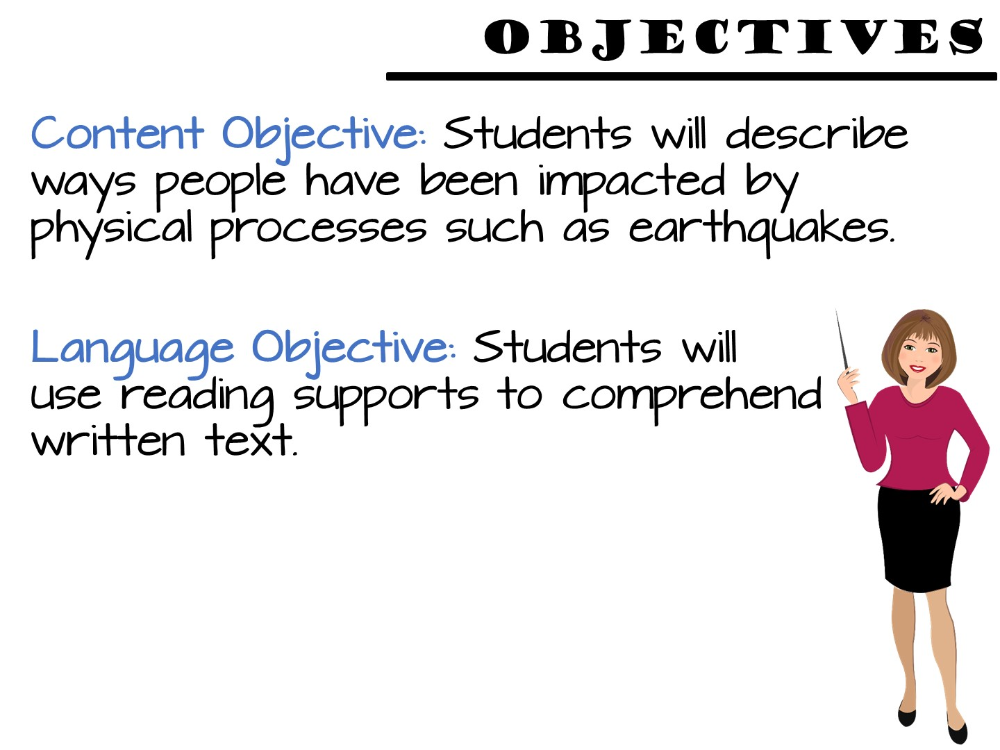 OBJECTIVES
Content Objective: Students will describe
ways people have been impacted by
physical processes such as earthquakes.
Language Objective: Students will
use reading supports to comprehend
written text.